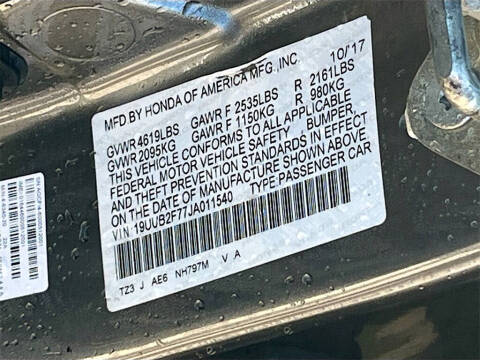 MFD BY HONDA OF AMERICA MFG., INC. 10/17
GVWR 4619LBS GAWR F 2535LBS R 2161LBS
GVWR 2095KG GAWR F 1150KG R 980KG
THIS VEHICLE CONFORMS TO ALL APPLICABLE
FEDERAL MOTOR VEHICLE SAFETY BUMPER,
AND THEFT PREVENTION STANDARDS IN EFFECT
ON THE DATE OF MANUFACTURE SHOWN ABOVE.
VIN: 19UUB2F77JA011540 TYPE PASSENGER CAR
TZ3 J AE6 NH797M V A